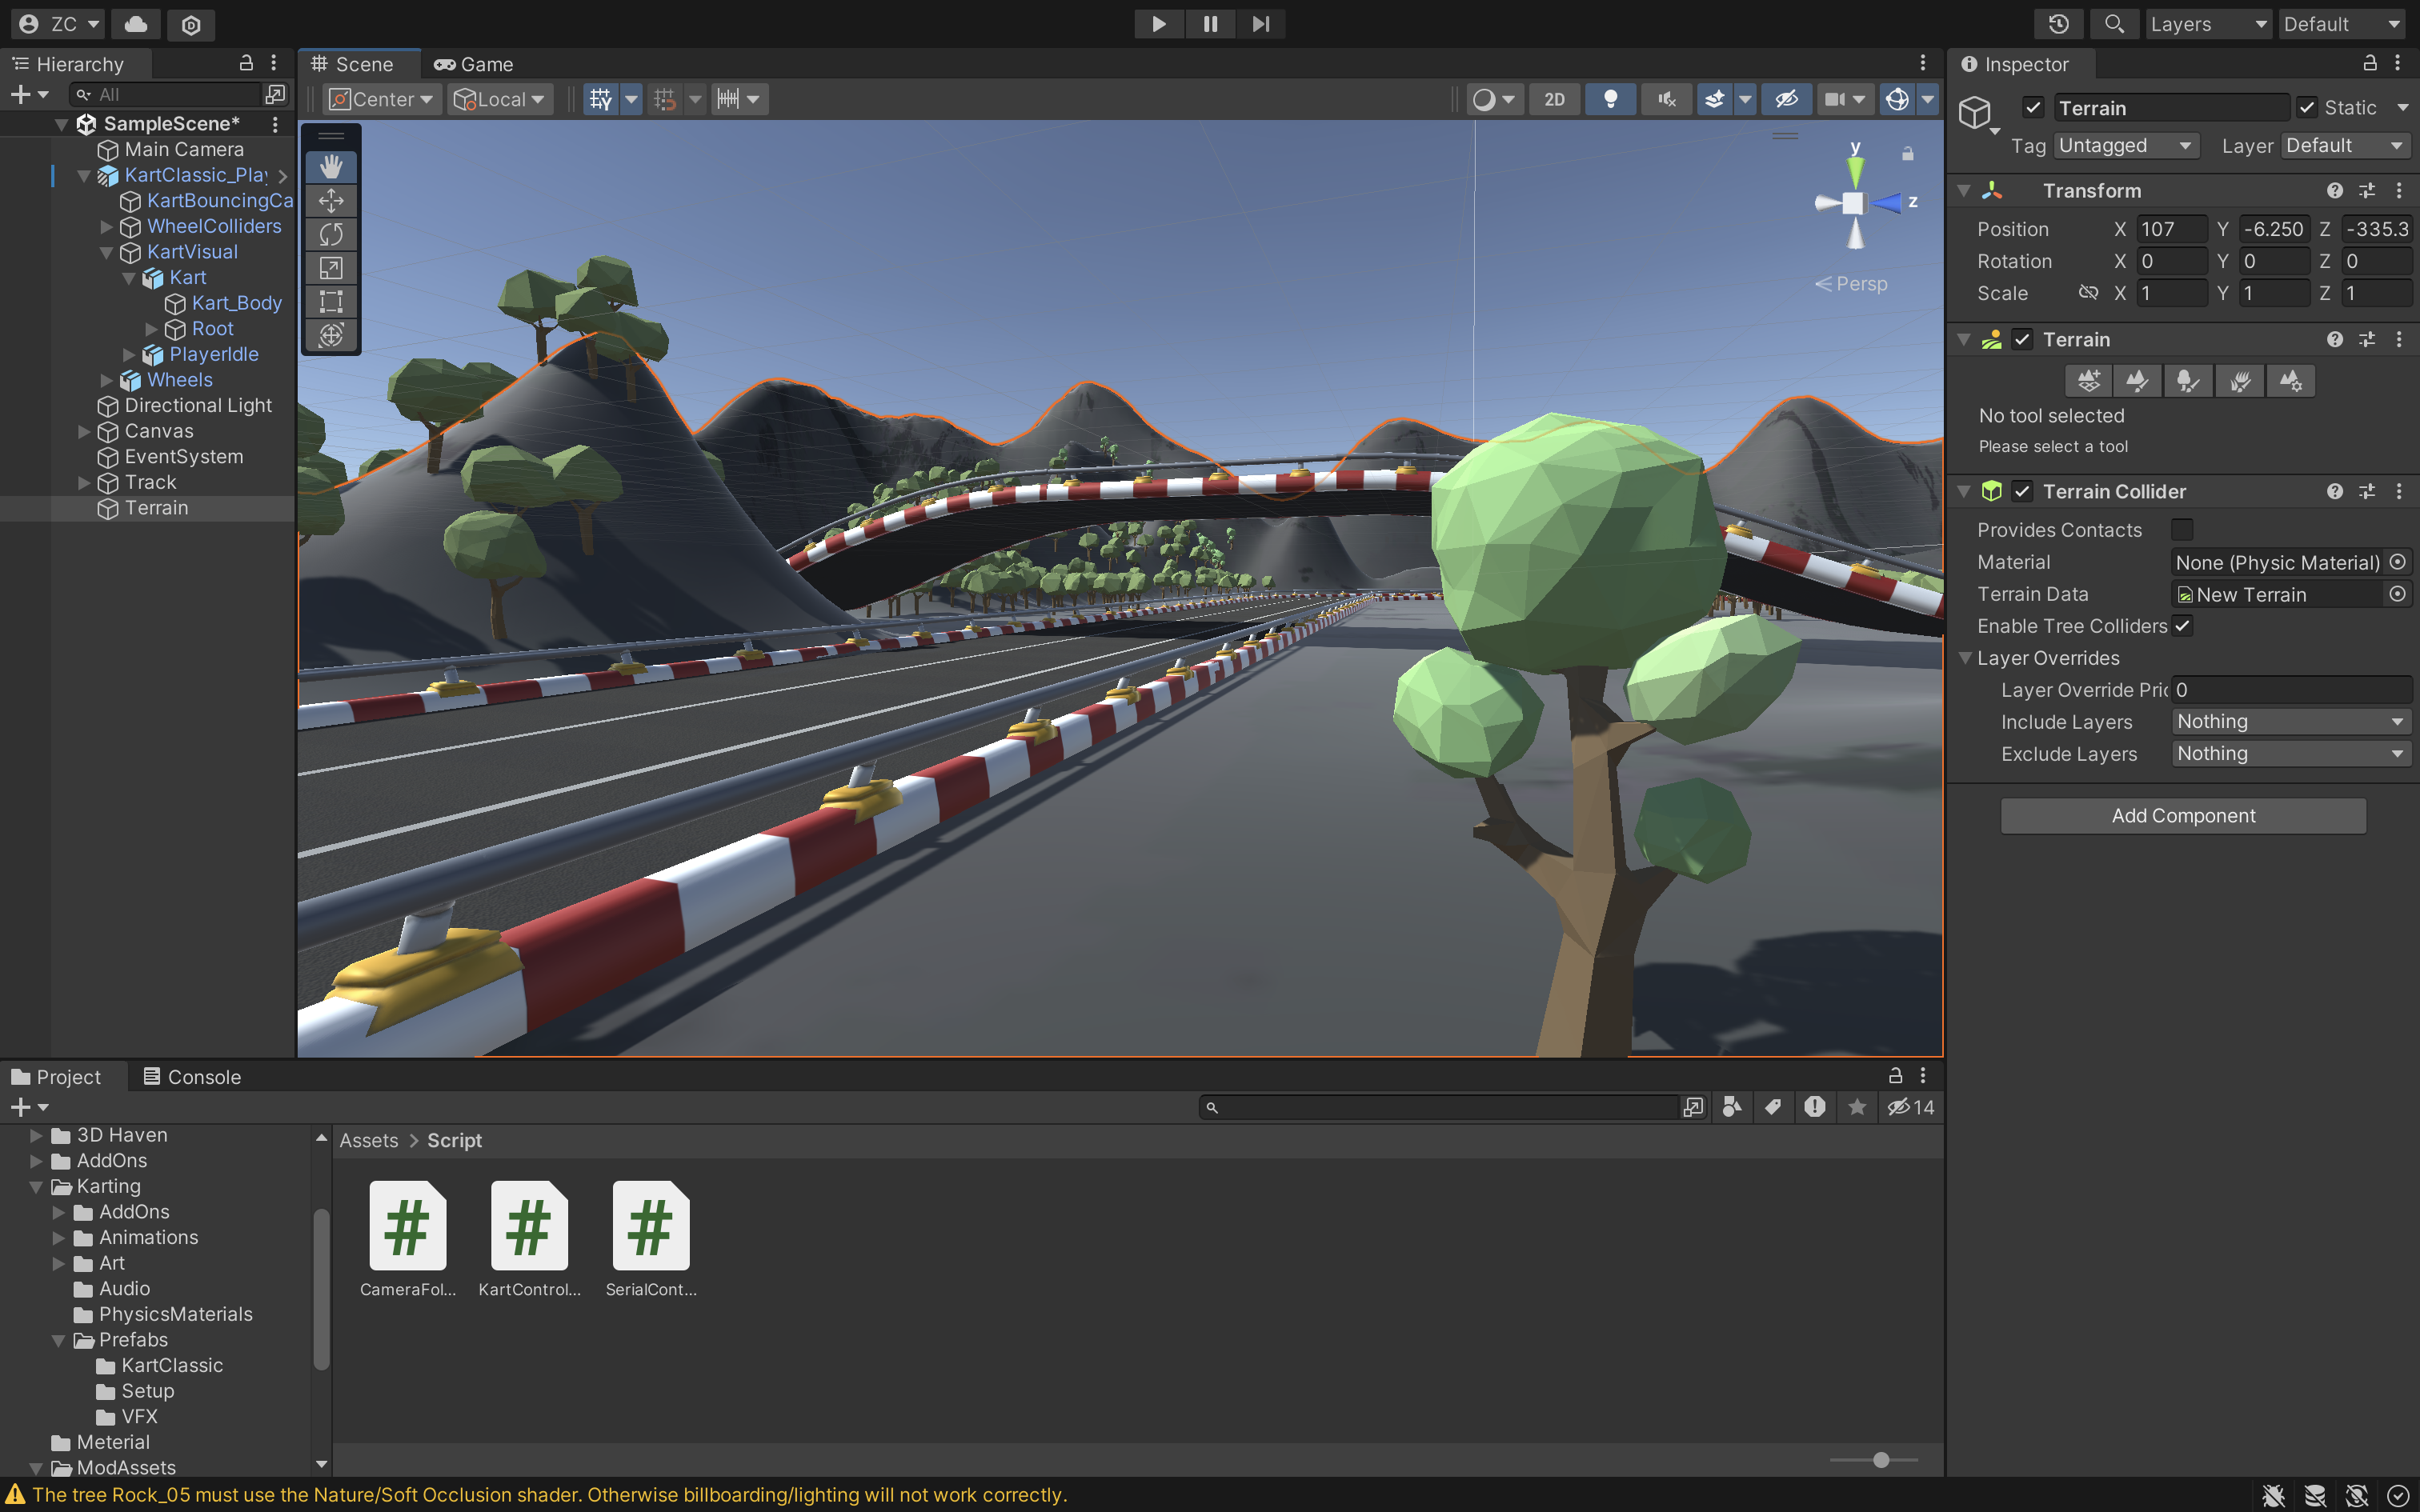 ZC
Layers
Default
Hierarchy
All
SampleScene*
Main Camera
KartClassic_Play
KartBouncingCa
WheelColliders
KartVisual
Kart
Kart_Body
Root
PlayerIdle
Wheels
Directional Light
Canvas
EventSystem
Track
Terrain
Scene
Game
Center
Local
2D
y
z
Persp
Inspector
Terrain
Static
Tag Untagged
Layer Default
Transform
Position X 107 Y -6.250 Z -335.3
Rotation X 0 Y 0 Z 0
Scale X 1 Y 1 Z 1
Terrain
No tool selected
Please select a tool
Terrain Collider
Provides Contacts
Material None (Physic Material)
Terrain Data New Terrain
Enable Tree Colliders
Layer Overrides
Layer Override Pric 0
Include Layers Nothing
Exclude Layers Nothing
Add Component
Project
Console
14
3D Haven
AddOns
Karting
AddOns
Animations
Art
Audio
PhysicsMaterials
Prefabs
KartClassic
Setup
VFX
Meterial
ModAssets
Assets > Script
# # #
CameraFol... KartControl... SerialCont...
The tree Rock_05 must use the Nature/Soft Occlusion shader. Otherwise billboarding/lighting will not work correctly.